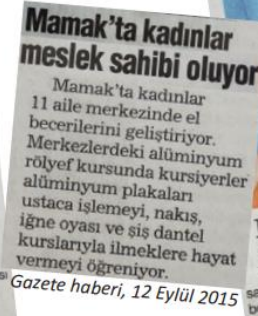 Mamak'ta kadınlar
meslek sahibi oluyor
Mamak'ta kadınlar
11 aile merkezinde el
becerilerini geliştiriyor.
Merkezlerdeki alüminyum
rölyef kursunda kursiyerler
alüminyum plakaları
ustaca işlemeyi, nakış,
iğne oyası ve şiş dantel
kurslarıyla ilmeklere hayat
vermeyi öğreniyor.
Gazete haberi, 12 Eylül 2015